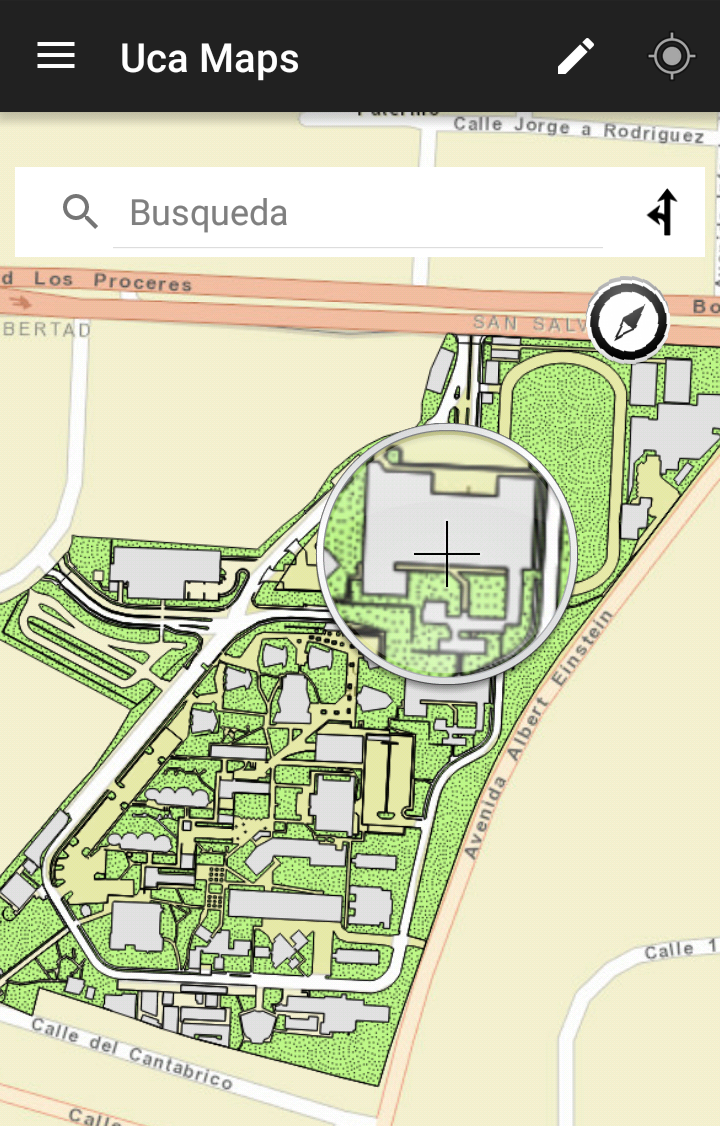 Uca Maps
Calle Jorge a Rodriguez
Busqueda
d Los Proceres
Bo
BERTAD
SAN SALV
Avenida Albert Einstein
Calle 1
Calle del Cantabrico
Calle